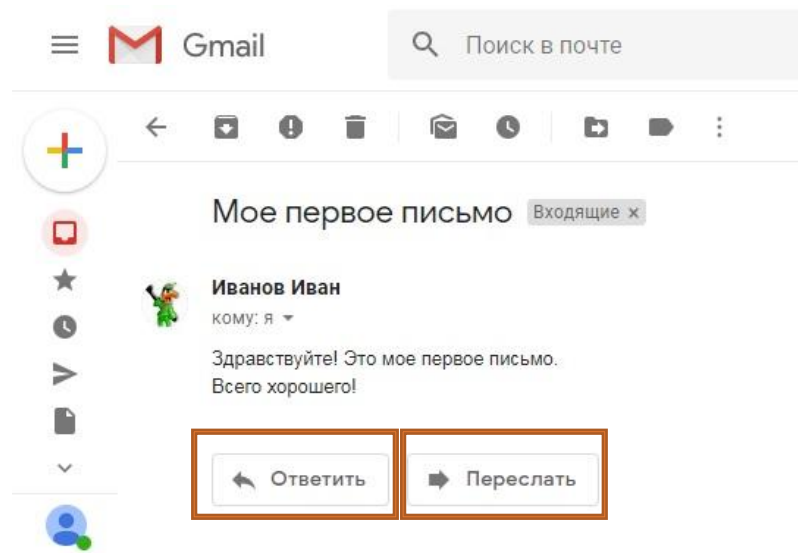 Gmail
Поиск в почте
Мое первое письмо Входящие x
Иванов Иван
кому: я
Здравствуйте! Это мое первое письмо.
Всего хорошего!
Ответить Переслать